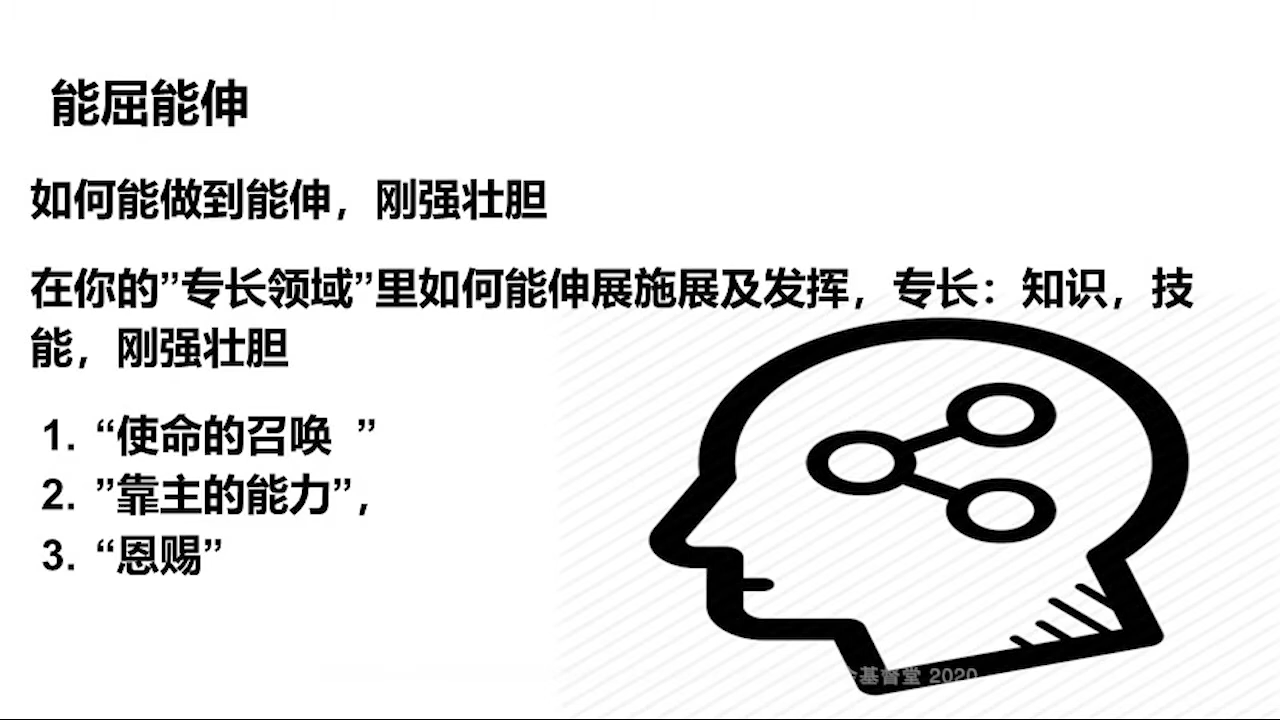 能屈能伸
如何能做到能伸，刚强壮胆
在你的”专长领域”里如何能伸展施展及发挥，专长：知识，技
能，刚强壮胆
1. “使命的召唤 ”
2. ”靠主的能力”，
3. “恩赐”
基督堂 2020